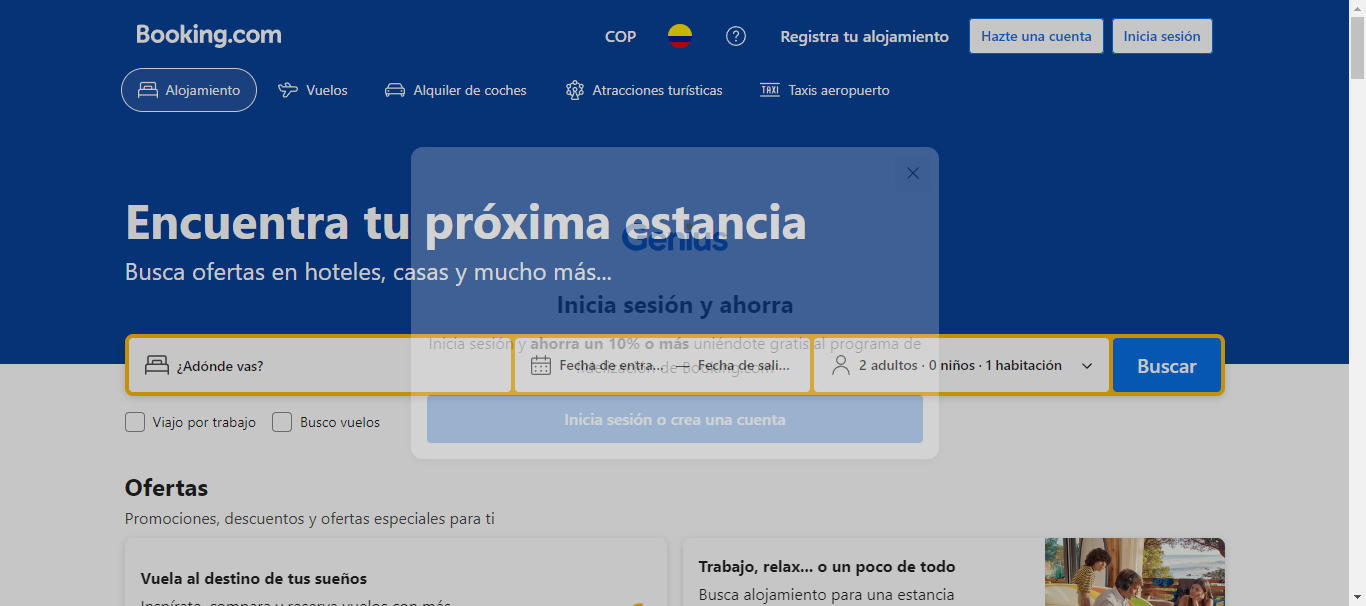 Booking.com
COP
Registra tu alojamiento
Hazte una cuenta
Inicia sesión
Alojamiento
Vuelos
Alquiler de coches
Atracciones turísticas
TAXI
Taxis aeropuerto
Encuentra tu próxima estancia
Busca ofertas en hoteles, casas y mucho más...
Genius
Inicia sesión y ahorra
Inicia sesión y ahorra un 10% o más uniéndote gratis al programa de
fidelización de Booking.com
Inicia sesión o crea una cuenta
¿Adónde vas?
Fecha de entra... — Fecha de sali...
2 adultos · 0 niños · 1 habitación
Buscar
Viajo por trabajo
Busco vuelos
Ofertas
Promociones, descuentos y ofertas especiales para ti
Vuela al destino de tus sueños
Inspírate, compara y reserva vuelos con más
Trabajo, relax... o un poco de todo
Busca alojamiento para una estancia